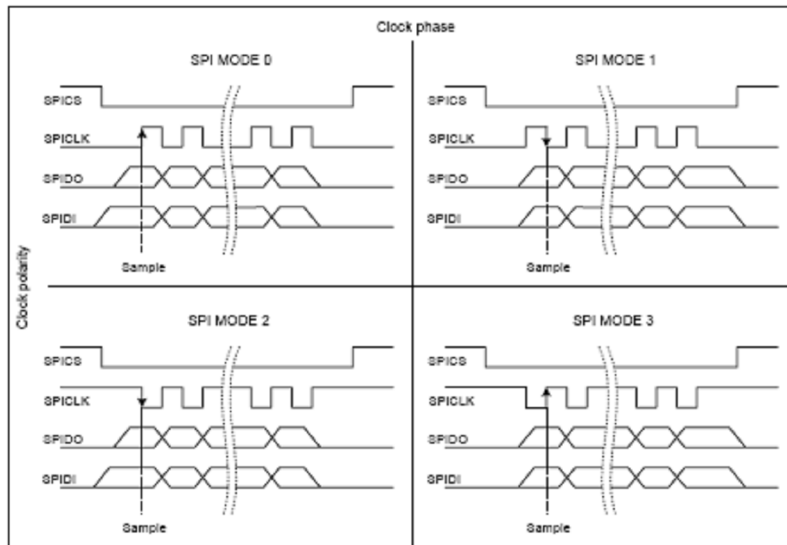 Clock phase
SPI MODE 0
SPICS
SPICLK
SPIDO
SPIDI
Sample
SPI MODE 1
SPICS
SPICLK
SPIDO
SPIDI
Sample
Clock polarity
SPI MODE 2
SPICS
SPICLK
SPIDO
SPIDI
Sample
SPI MODE 3
SPICS
SPICLK
SPIDO
SPIDI
Sample